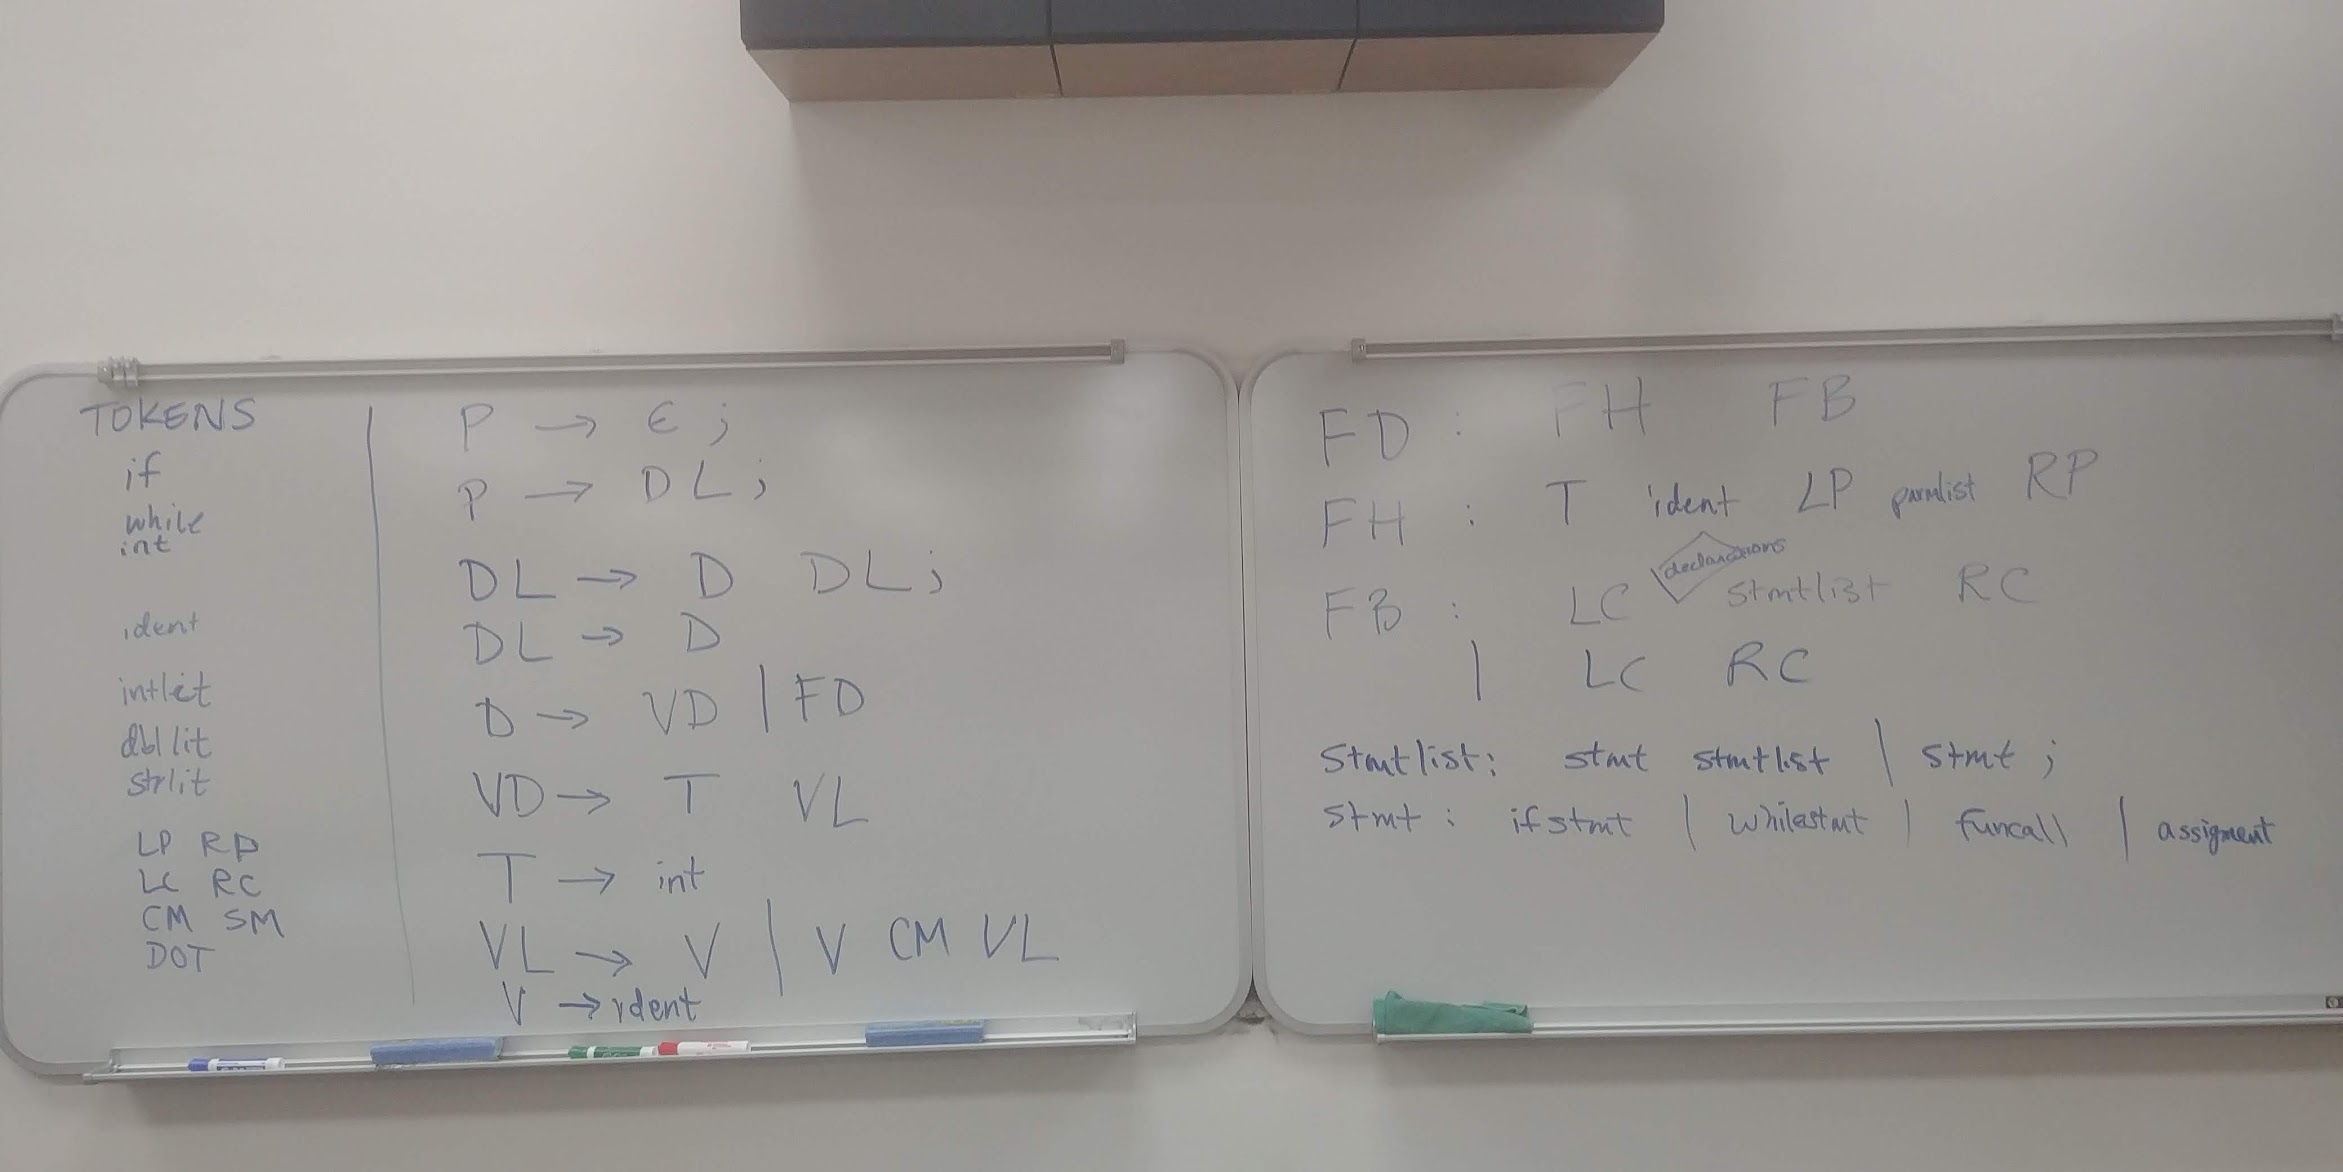 TOKENS
if
while
int
ident
intlit
dbl lit
strlit
LP RP
LC RC
CM SM
DOT
P → ε ;
P → DL ;
DL → D DL ;
DL → D
D → VD | FD
VD → T VL
T → int
VL → V | V CM VL
V → ident
FD : FH FB
FH : T ident LP parmlist RP
declarations
FB : LC stmtlist RC
| LC RC
Stmtlist : stmt stmtlist | stmt ;
Stmt : ifstmt | whilestmt | funcall | assigment